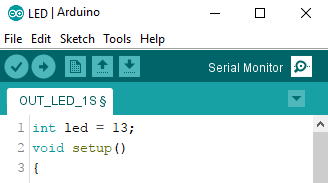 LED | Arduino
File Edit Sketch Tools Help
Serial Monitor
OUT_LED_1S §
1 int led = 13;
2 void setup()
3 {